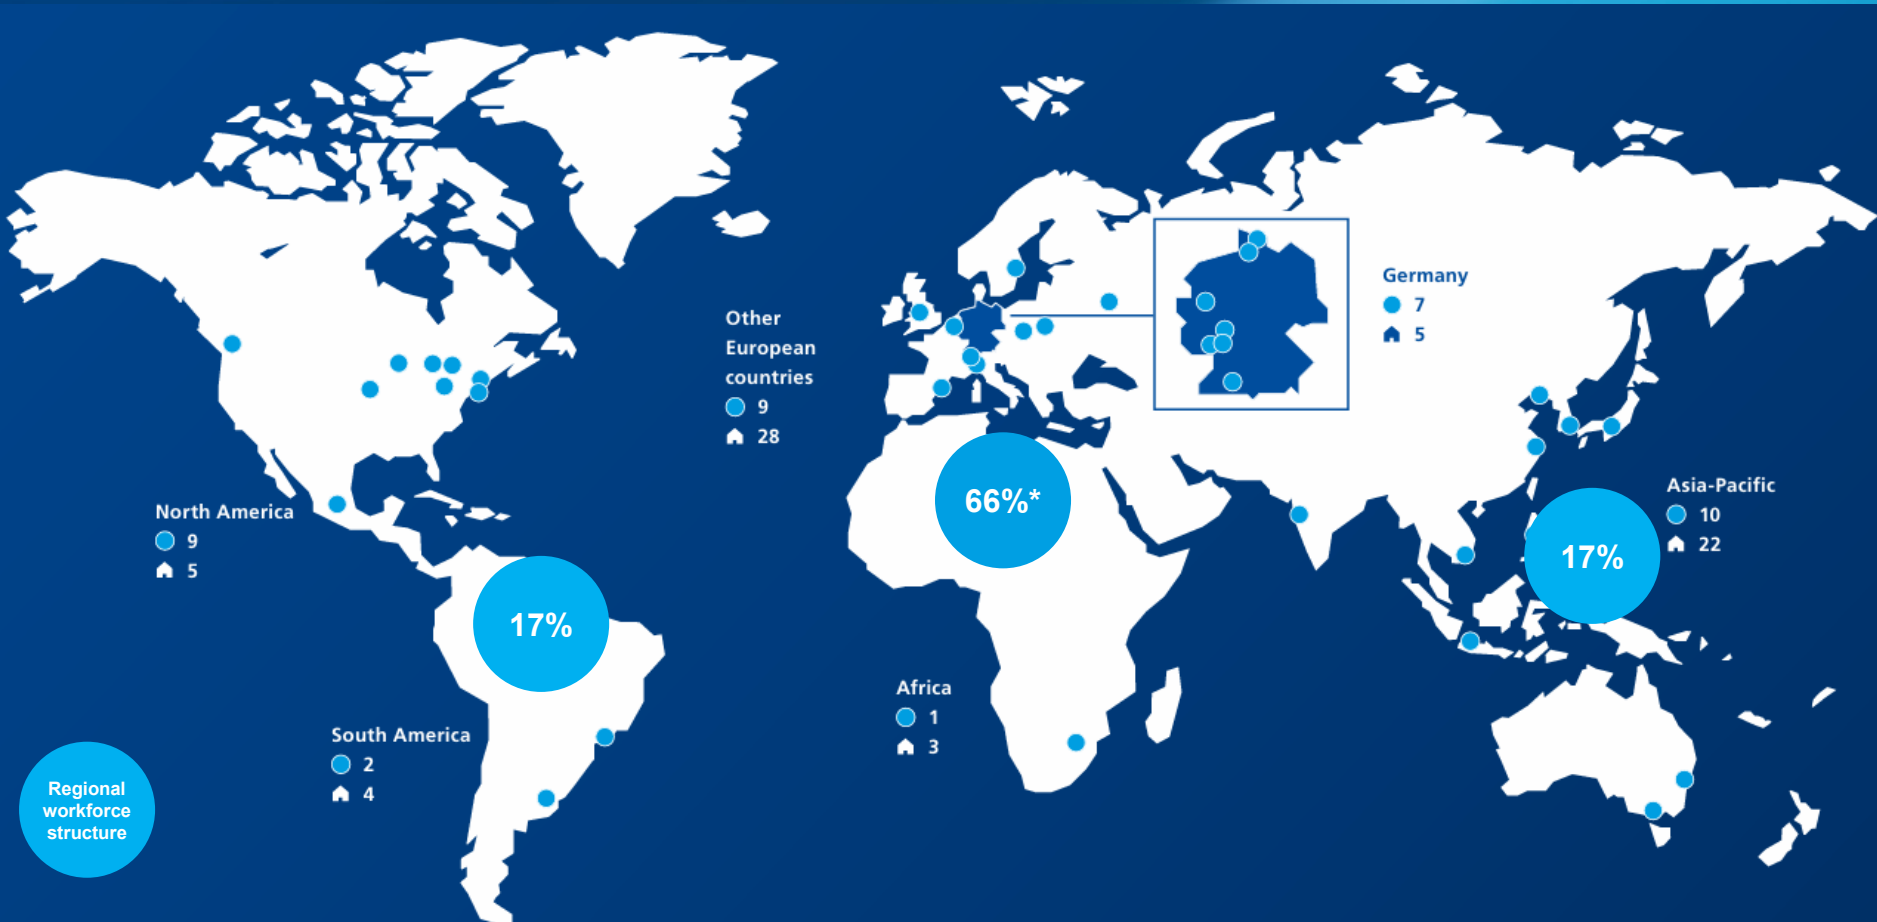 Other
European
countries
9
28
Germany
7
5
66%*
Asia-Pacific
10
22
17%
North America
9
5
17%
Africa
1
3
South America
2
4
Regional
workforce
structure